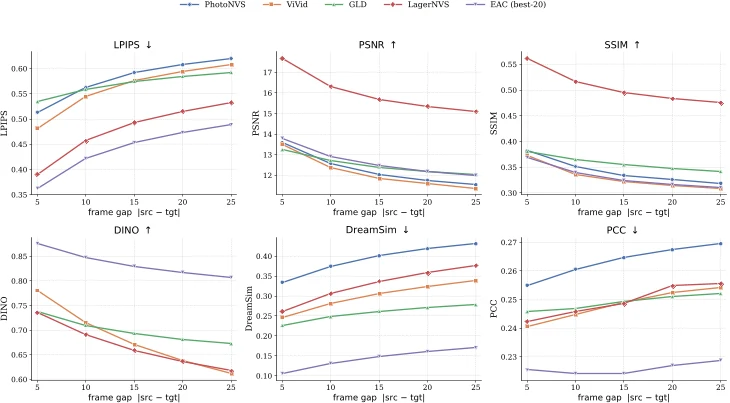 PhotoNVS ViVid GLD LagerNVS EAC (best-20)
LPIPS ↓ PSNR ↑ SSIM ↑
LPIPS
0.60
0.55
0.50
0.45
0.40
0.35
5 10 15 20 25
frame gap |src − tgt|
PSNR
17
16
15
14
13
12
5 10 15 20 25
frame gap |src − tgt|
SSIM
0.55
0.50
0.45
0.40
0.35
0.30
5 10 15 20 25
frame gap |src − tgt|
DINO ↑ DreamSim ↓ PCC ↓
DINO
0.85
0.80
0.75
0.70
0.65
0.60
5 10 15 20 25
frame gap |src − tgt|
DreamSim
0.40
0.35
0.30
0.25
0.20
0.15
0.10
5 10 15 20 25
frame gap |src − tgt|
PCC
0.27
0.26
0.25
0.24
0.23
5 10 15 20 25
frame gap |src − tgt|